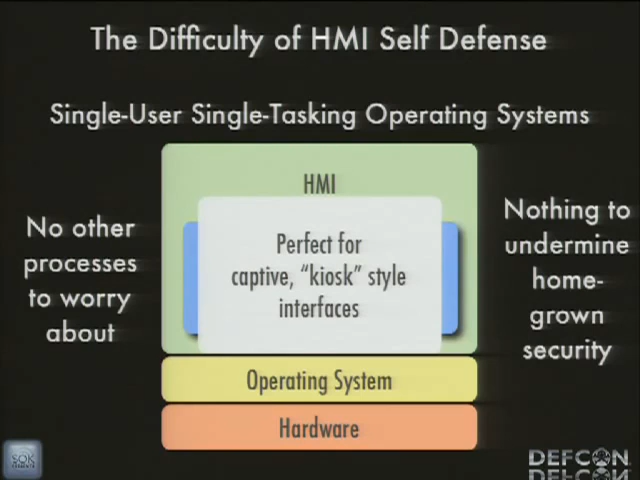 The Difficulty of HMI Self Defense
Single-User Single-Tasking Operating Systems
HMI
No other
processes
to worry
about
Perfect for
captive, "kiosk" style
interfaces
Nothing to
undermine
home-
grown
security
Operating System
Hardware
SOK
DEFCON